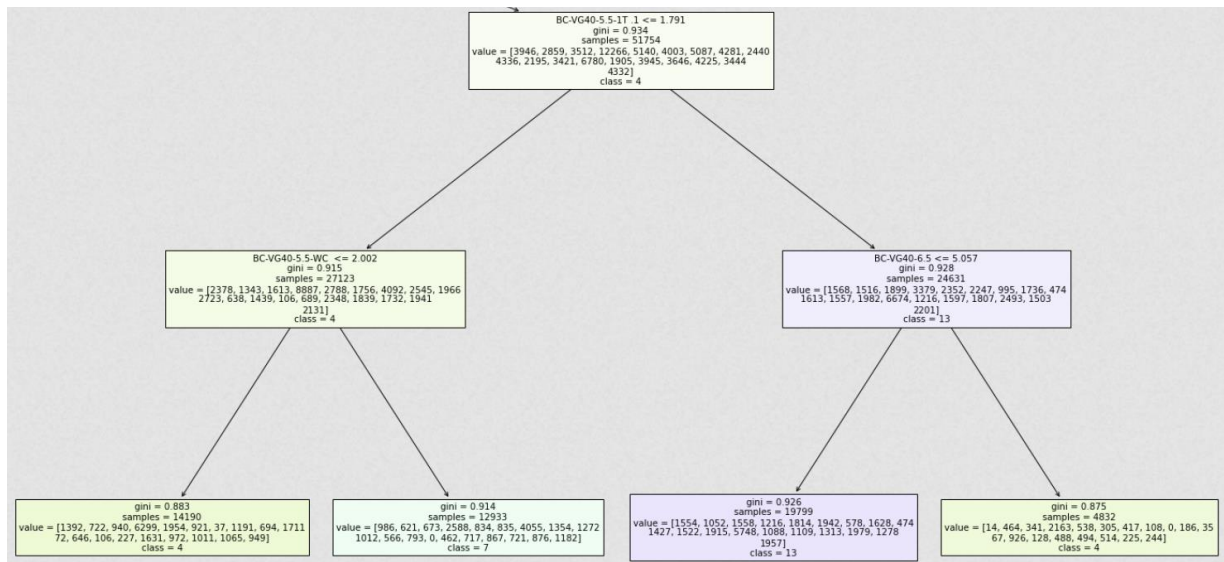 BC-VG40-5.5-1T .1 <= 1.791
gini = 0.934
samples = 51754
value = [3946, 2859, 3512, 12266, 5140, 4003, 5087, 4281, 2440
4336, 2195, 3421, 6780, 1905, 3945, 3646, 4225, 3444
4332]
class = 4
BC-VG40-5.5-WC <= 2.002
gini = 0.915
samples = 27123
value = [2378, 1343, 1613, 8887, 2788, 1756, 4092, 2545, 1966
2723, 638, 1439, 106, 689, 2348, 1839, 1732, 1941
2131]
class = 4
BC-VG40-6.5 <= 5.057
gini = 0.928
samples = 24631
value = [1568, 1516, 1899, 3379, 2352, 2247, 995, 1736, 474
1613, 1557, 1982, 6674, 1216, 1597, 1807, 2493, 1503
2201]
class = 13
gini = 0.883
samples = 14190
value = [1392, 722, 940, 6299, 1954, 921, 37, 1191, 694, 1711
72, 646, 106, 227, 1631, 972, 1011, 1065, 949]
class = 4
gini = 0.914
samples = 12933
value = [986, 621, 673, 2588, 834, 835, 4055, 1354, 1272
1012, 566, 793, 0, 462, 717, 867, 721, 876, 1182]
class = 7
gini = 0.926
samples = 19799
value = [1554, 1052, 1558, 1216, 1814, 1942, 578, 1628, 474
1427, 1522, 1915, 5748, 1088, 1109, 1313, 1979, 1278
1957]
class = 13
gini = 0.875
samples = 4832
value = [14, 464, 341, 2163, 538, 305, 417, 108, 0, 186, 35
67, 926, 128, 488, 494, 514, 225, 244]
class = 4